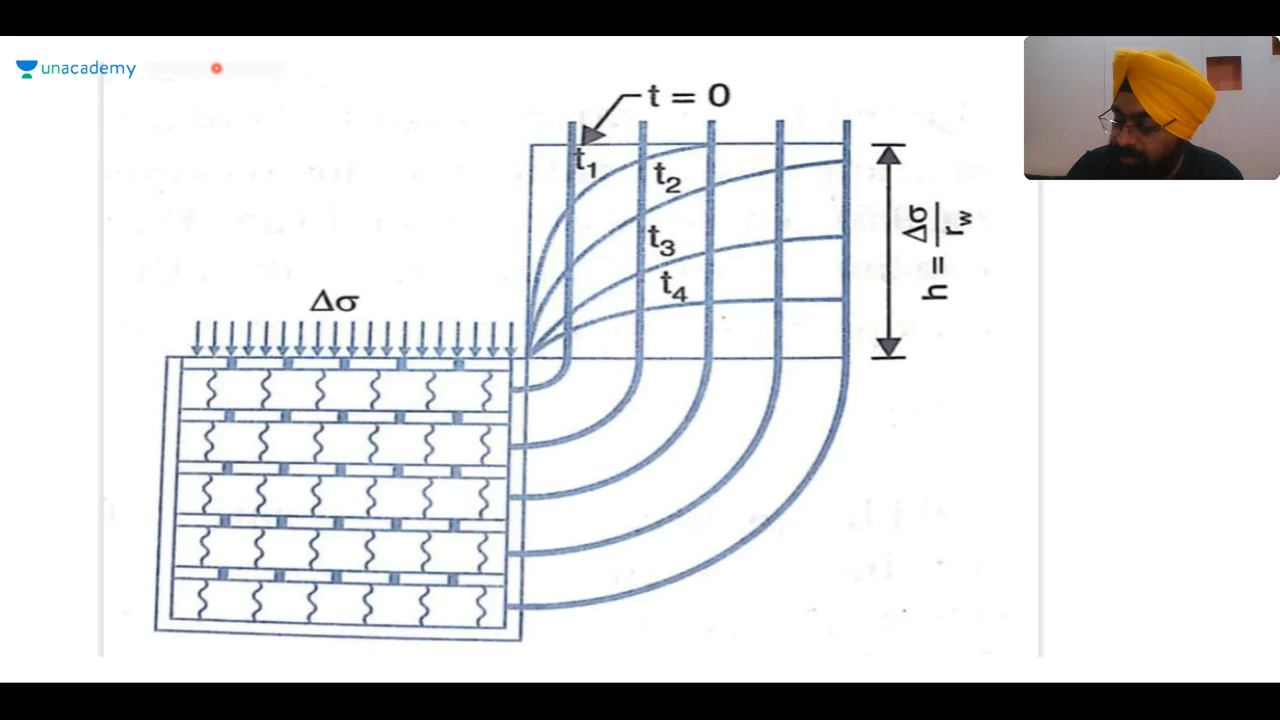 unacademy
t = 0
t1
t2
t3
t4
Δσ
h = Δσ/rw